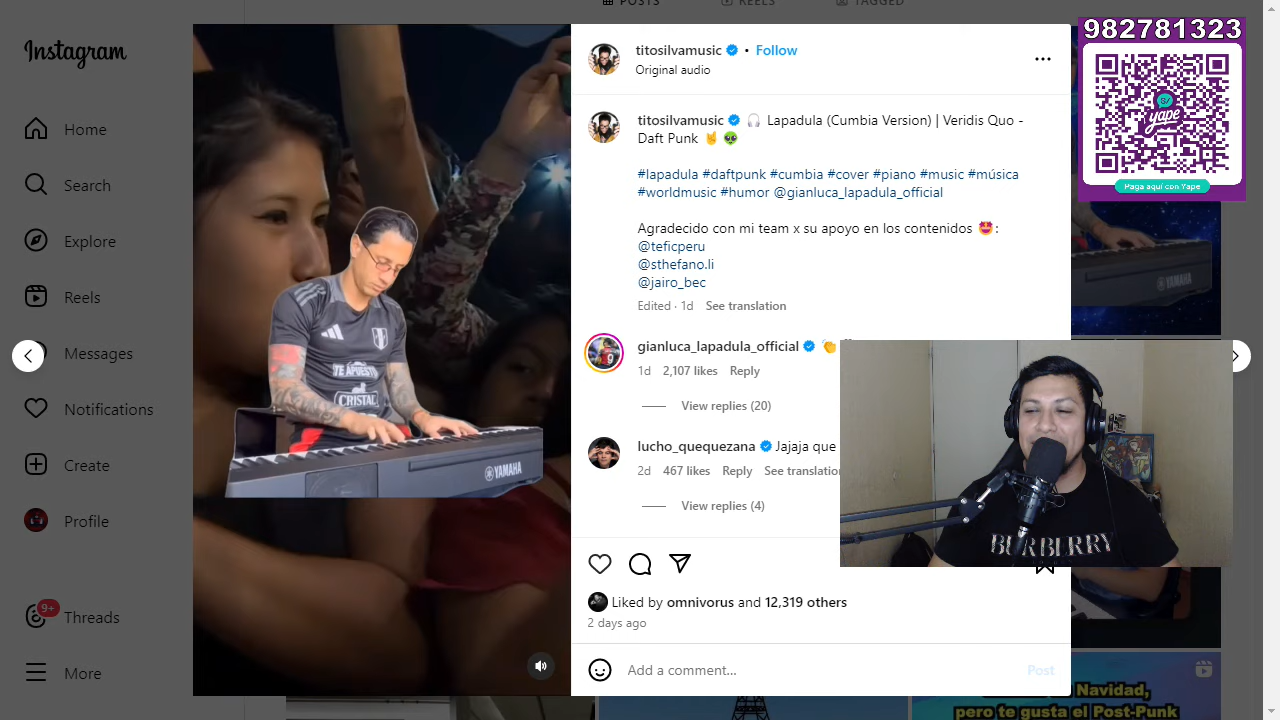 POSTS
REELS
TAGGED
Instagram
Home
Search
Explore
Reels
Messages
Notifications
Create
Profile
9+
Threads
More
TE APUESTO
CRISTAL
YAMAHA
titosilvamusic • Follow
Original audio
titosilvamusic 🎧 Lapadula (Cumbia Version) | Veridis Quo -
Daft Punk 🤘 👽
#lapadula #daftpunk #cumbia #cover #piano #music #música
#worldmusic #humor @gianluca_lapadula_official
Agradecido con mi team x su apoyo en los contenidos 🤩:
@teficperu
@sthefano.li
@jairo_bec
Edited · 1d See translation
gianluca_lapadula_official 👏
1d 2,107 likes Reply
View replies (20)
lucho_quequezana Jajaja que
2d 467 likes Reply See translation
View replies (4)
Liked by omnivorus and 12,319 others
2 days ago
Add a comment...
Post
982781323
S/
yape
Paga aquí con Yape
YAMAHA
BURBERRY
Navidad,
pero te gusta el Post-Punk